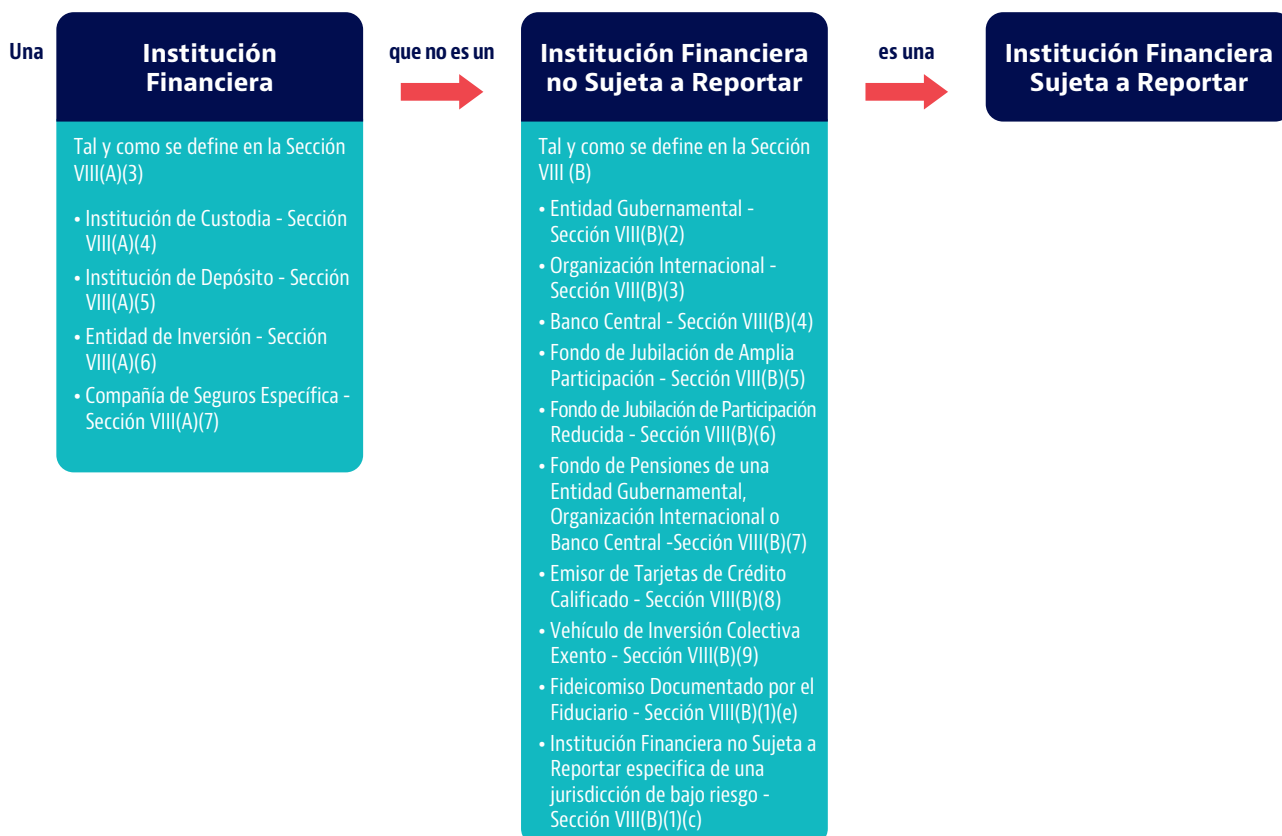 Una
Institución
Financiera
que no es un
Institución Financiera
no Sujeta a Reportar
es una
Institución Financiera
Sujeta a Reportar
Tal y como se define en la Sección
VIII(A)(3)
• Institución de Custodia - Sección
VIII(A)(4)
• Institución de Depósito - Sección
VIII(A)(5)
• Entidad de Inversión - Sección
VIII(A)(6)
• Compañía de Seguros Específica -
Sección VIII(A)(7)
Tal y como se define en la Sección
VIII (B)
• Entidad Gubernamental -
Sección VIII(B)(2)
• Organización Internacional -
Sección VIII(B)(3)
• Banco Central - Sección VIII(B)(4)
• Fondo de Jubilación de Amplia
Participación - Sección VIII(B)(5)
• Fondo de Jubilación de Participación
Reducida - Sección VIII(B)(6)
• Fondo de Pensiones de una
Entidad Gubernamental,
Organización Internacional o
Banco Central -Sección VIII(B)(7)
• Emisor de Tarjetas de Crédito
Calificado - Sección VIII(B)(8)
• Vehículo de Inversión Colectiva
Exento - Sección VIII(B)(9)
• Fideicomiso Documentado por el
Fiduciario - Sección VIII(B)(1)(e)
• Institución Financiera no Sujeta a
Reportar especifica de una
jurisdicción de bajo riesgo -
Sección VIII(B)(1)(c)